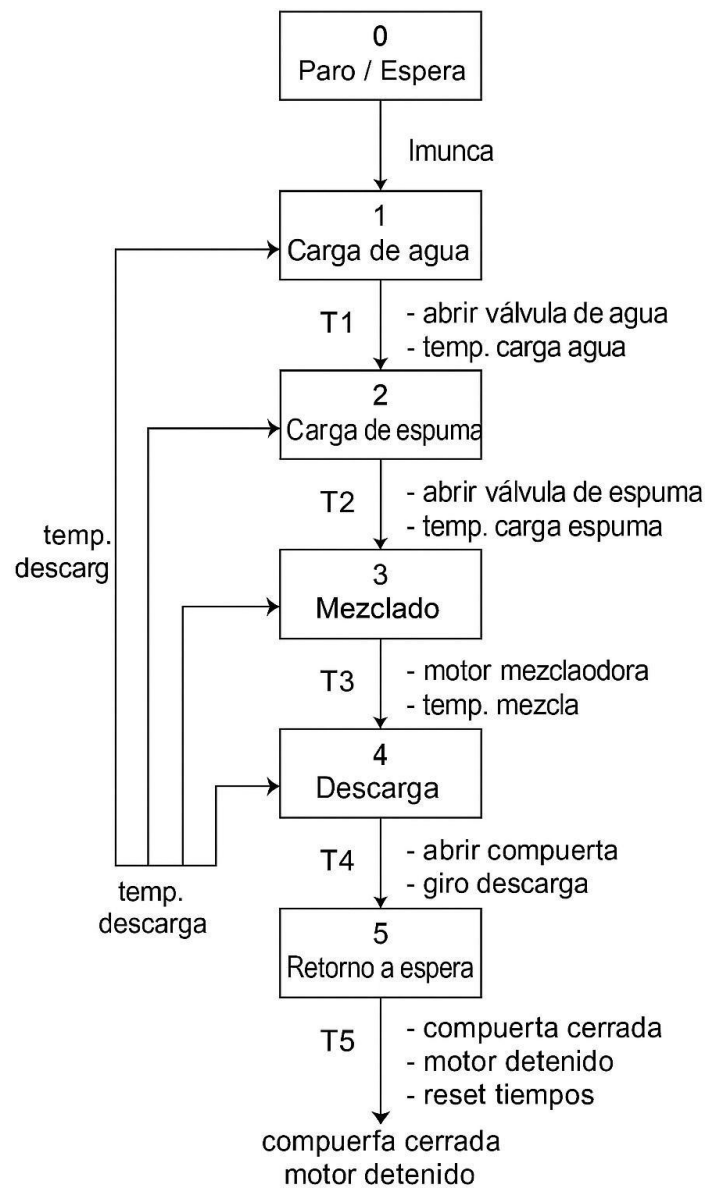 0
Paro / Espera
Imunca
1
Carga de agua
T1
- abrir válvula de agua
- temp. carga agua
2
Carga de espuma
T2
- abrir válvula de espuma
- temp. carga espuma
temp.
descarg
3
Mezclado
T3
- motor mezclaodora
- temp. mezcla
4
Descarga
T4
- abrir compuerta
- giro descarga
temp.
descarga
5
Retorno a espera
T5
- compuerta cerrada
- motor detenido
- reset tiempos
compuerfa cerrada
motor detenido